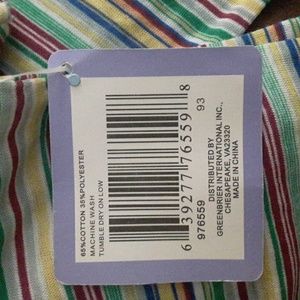 65%COTTON 35%POLYESTER
MACHINE WASH
TUMBLE DRY ON LOW
6 39277 76559 8
93
976559
DISTRIBUTED BY
GREENBRIER INTERNATIONAL INC.,
CHESAPEAKE, VA23320
MADE IN CHINA